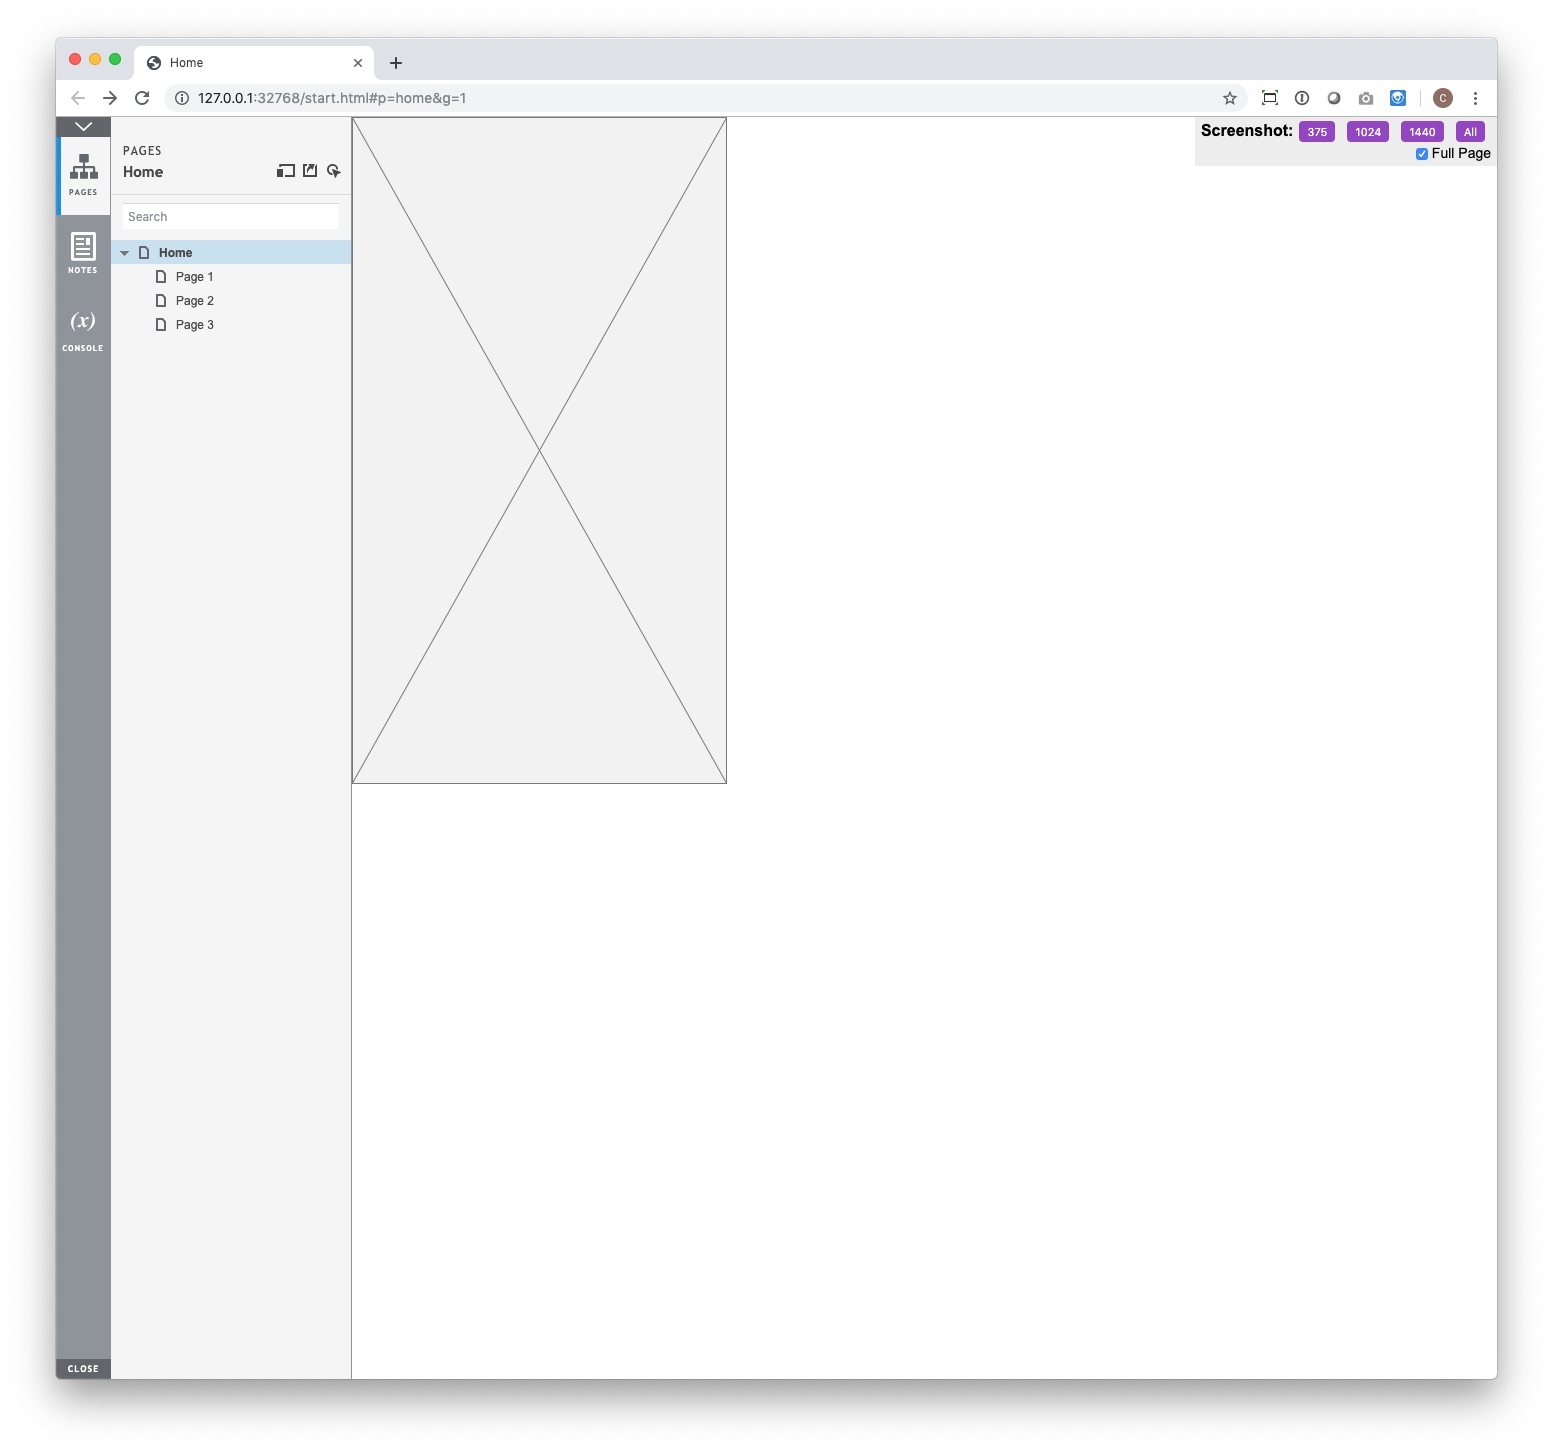 Home
127.0.0.1:32768/start.html#p=home&g=1
C
PAGES
NOTES
(x)
CONSOLE
CLOSE
PAGES
Home
Search
Home
Page 1
Page 2
Page 3
Screenshot: 375 1024 1440 All
Full Page